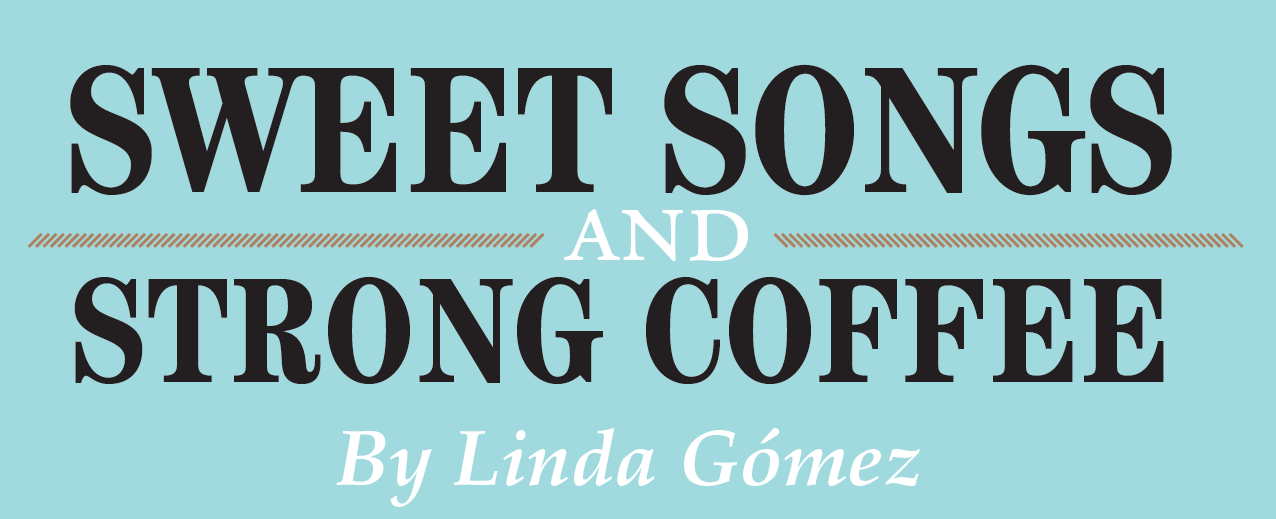 SWEET SONGS
AND
STRONG COFFEE
By Linda Gómez